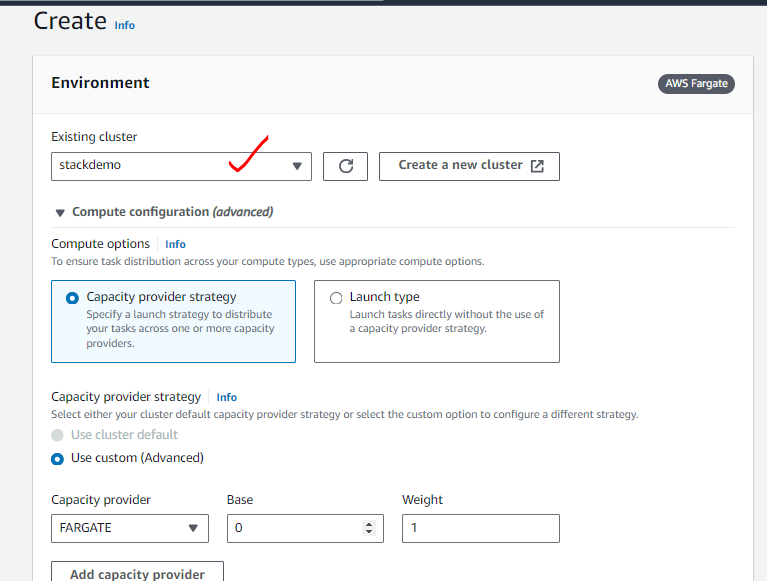 Create Info
Environment
AWS Fargate
Existing cluster
stackdemo
Create a new cluster
Compute configuration (advanced)
Compute options Info
To ensure task distribution across your compute types, use appropriate compute options.
Capacity provider strategy
Specify a launch strategy to distribute
your tasks across one or more capacity
providers.
Launch type
Launch tasks directly without the use of
a capacity provider strategy.
Capacity provider strategy Info
Select either your cluster default capacity provider strategy or select the custom option to configure a different strategy.
Use cluster default
Use custom (Advanced)
Capacity provider Base Weight
FARGATE 0 1
Add capacity provider